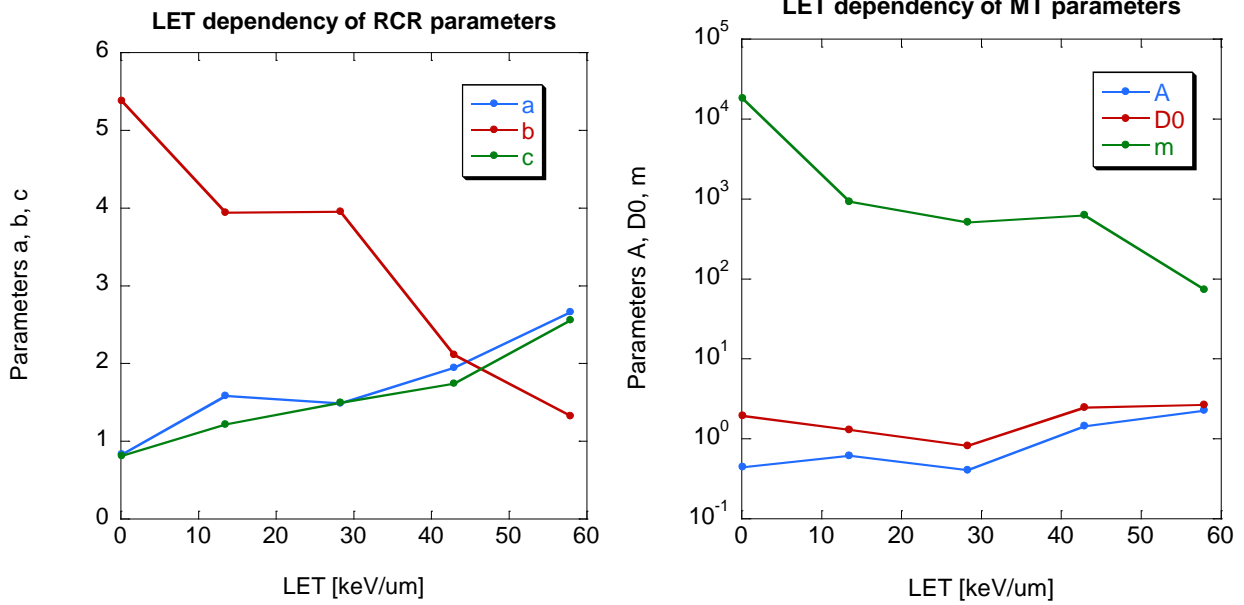 LET dependency of RCR parameters
6
5
4
3
2
1
0
0 10 20 30 40 50 60
Parameters a, b, c
LET [keV/um]
a
b
c
LET dependency of MT parameters
10^5
10^4
10^3
10^2
10^1
10^0
10^-1
0 10 20 30 40 50 60
Parameters A, D0, m
LET [keV/um]
A
D0
m